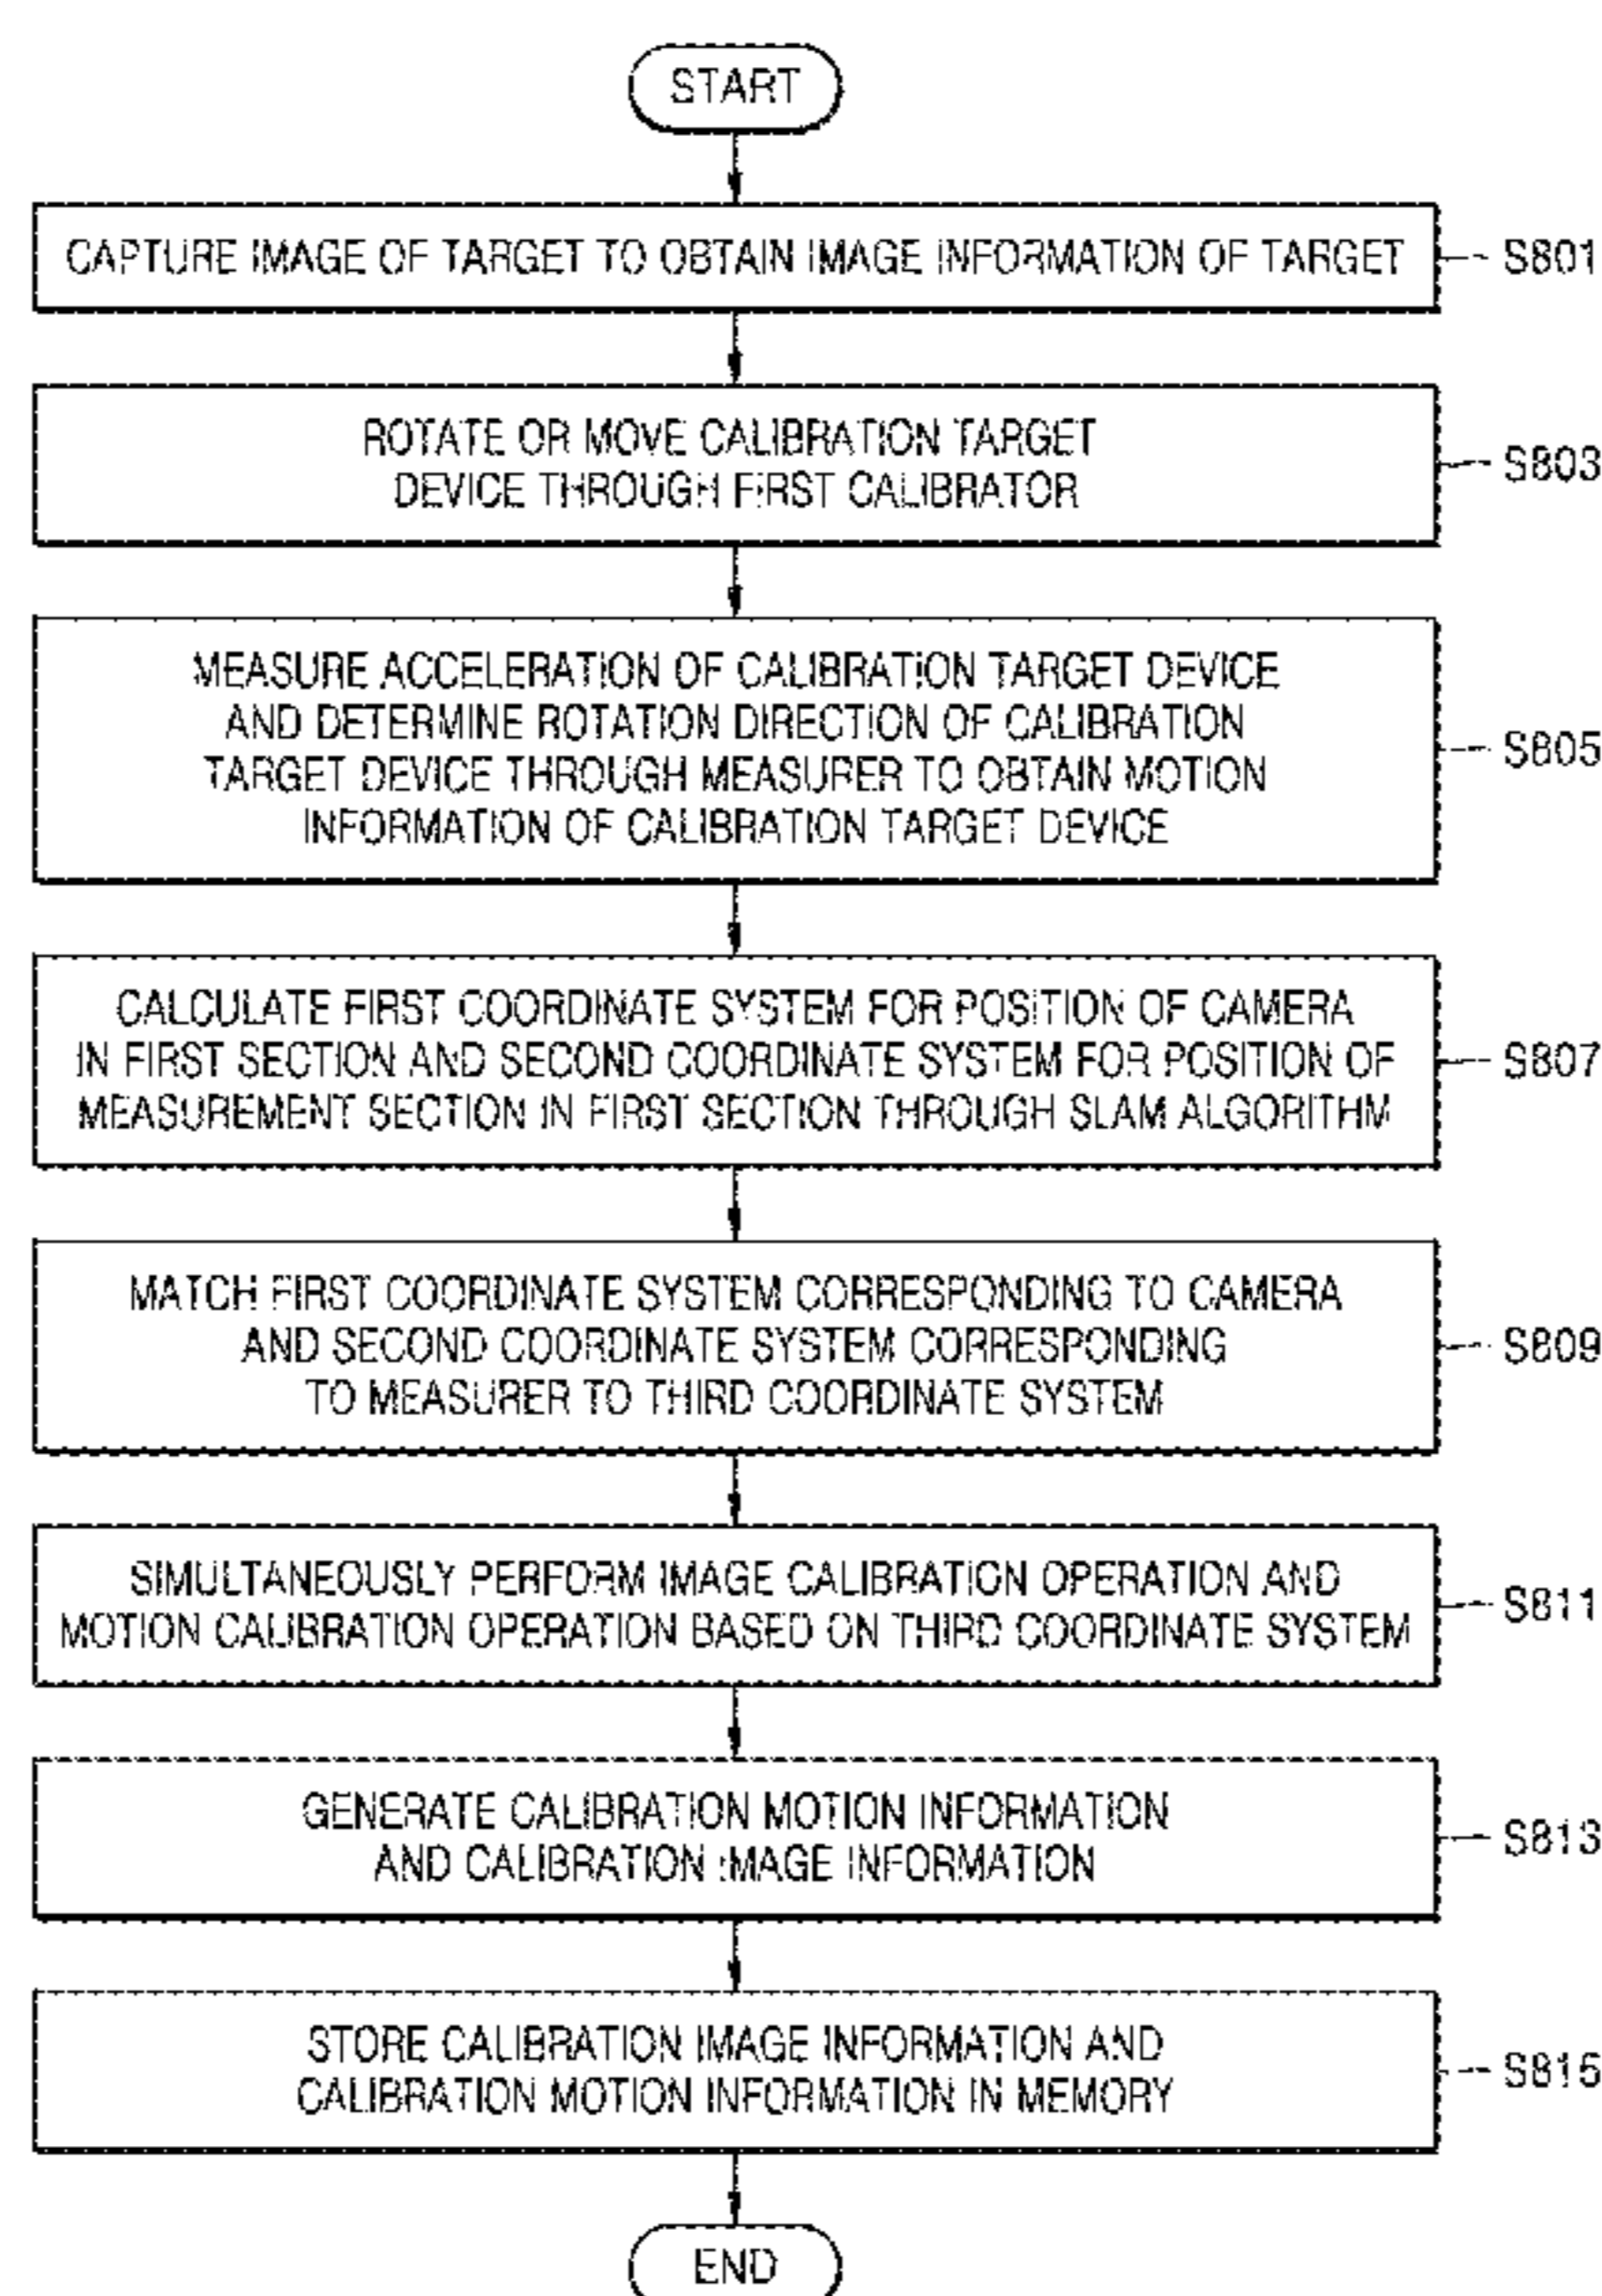 START
CAPTURE IMAGE OF TARGET TO OBTAIN IMAGE INFORMATION OF TARGET
S801
ROTATE OR MOVE CALIBRATION TARGET
DEVICE THROUGH FIRST CALIBRATOR
S803
MEASURE ACCELERATION OF CALIBRATION TARGET DEVICE
AND DETERMINE ROTATION DIRECTION OF CALIBRATION
TARGET DEVICE THROUGH MEASURER TO OBTAIN MOTION
INFORMATION OF CALIBRATION TARGET DEVICE
S805
CALCULATE FIRST COORDINATE SYSTEM FOR POSITION OF CAMERA
IN FIRST SECTION AND SECOND COORDINATE SYSTEM FOR POSITION OF
MEASUREMENT SECTION IN FIRST SECTION THROUGH SLAM ALGORITHM
S807
MATCH FIRST COORDINATE SYSTEM CORRESPONDING TO CAMERA
AND SECOND COORDINATE SYSTEM CORRESPONDING
TO MEASURER TO THIRD COORDINATE SYSTEM
S809
SIMULTANEOUSLY PERFORM IMAGE CALIBRATION OPERATION AND
MOTION CALIBRATION OPERATION BASED ON THIRD COORDINATE SYSTEM
S811
GENERATE CALIBRATION MOTION INFORMATION
AND CALIBRATION IMAGE INFORMATION
S813
STORE CALIBRATION IMAGE INFORMATION AND
CALIBRATION MOTION INFORMATION IN MEMORY
S815
END